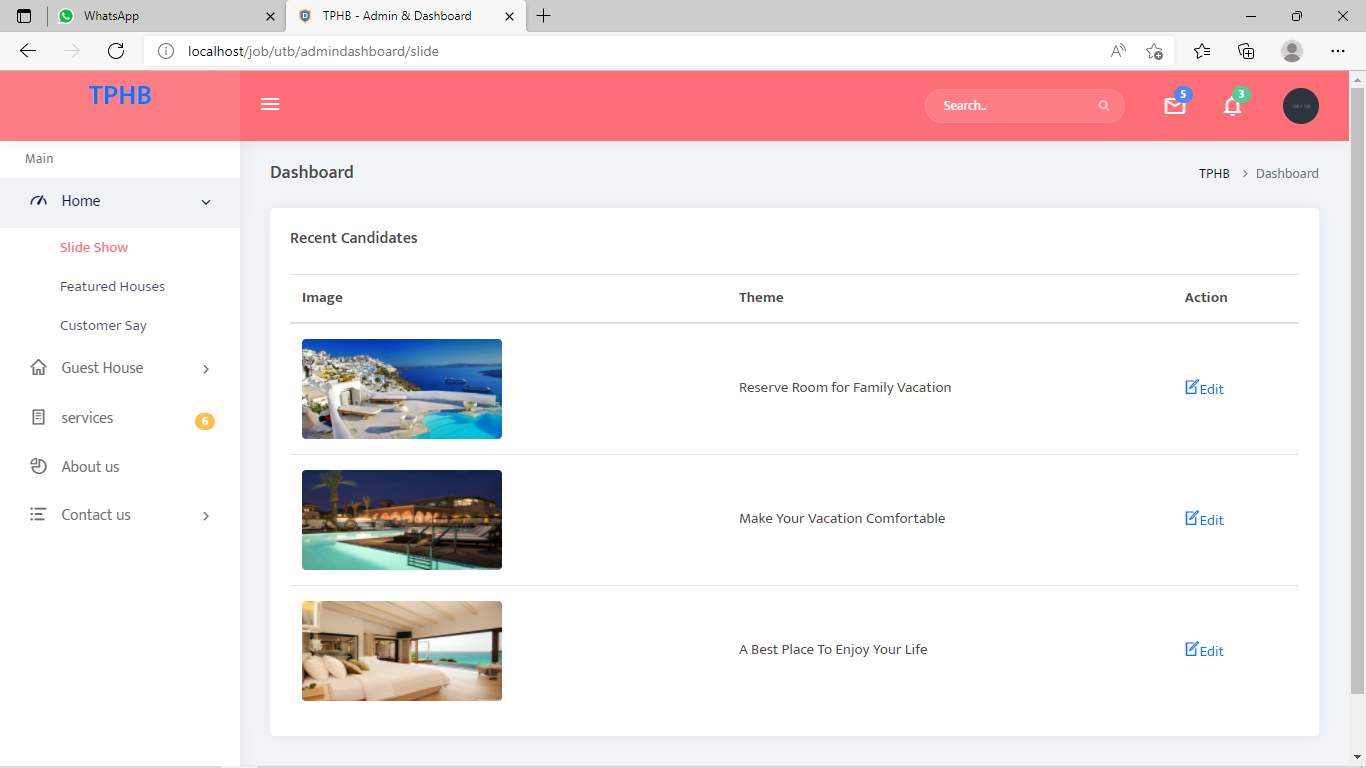 WhatsApp
TPHB - Admin & Dashboard
localhost/job/utb/admindashboard/slide
TPHB
Search..
5
3
Main
Home
Slide Show
Featured Houses
Customer Say
Guest House
services
6
About us
Contact us
Dashboard
TPHB > Dashboard
Recent Candidates
Image Theme Action
Reserve Room for Family Vacation Edit
Make Your Vacation Comfortable Edit
A Best Place To Enjoy Your Life Edit